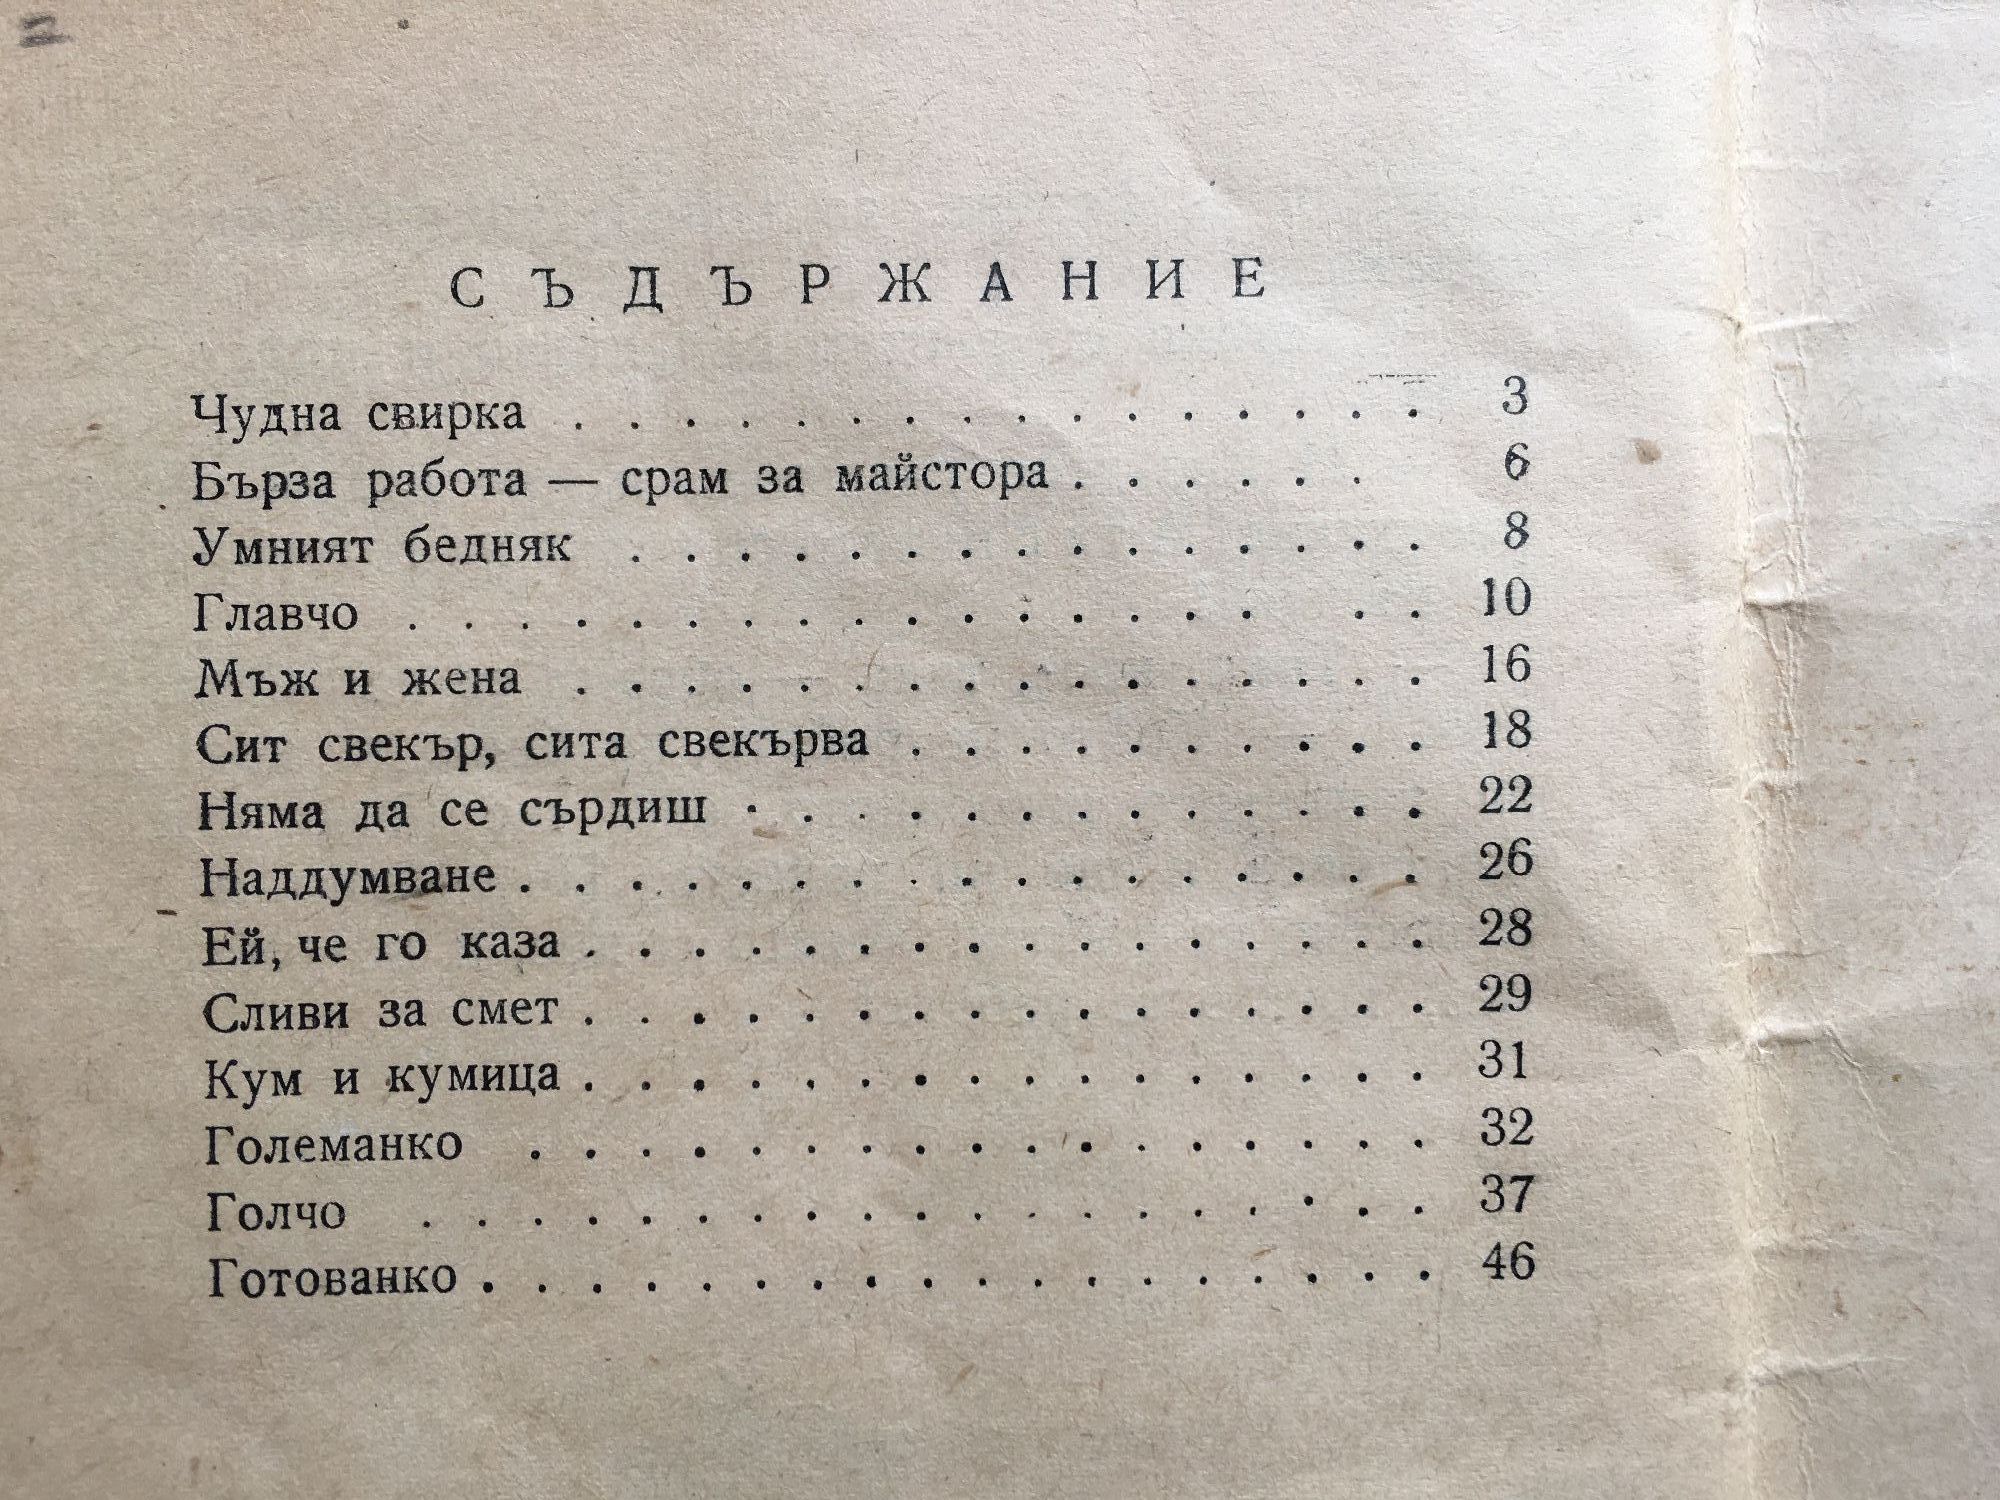 СЪДЪРЖАНИЕ
Чудна свирка . . . . . . . . . . . . . . . . 3
Бърза работа — срам за майстора . . . . . . 6
Умният бедняк . . . . . . . . . . . . . . . 8
Главчо . . . . . . . . . . . . . . . . . . 10
Мъж и жена . . . . . . . . . . . . . . . . 16
Сит свекър, сита свекърва . . . . . . . . . . 18
Няма да се сърдиш . . . . . . . . . . . . . 22
Наддумване . . . . . . . . . . . . . . . . . 26
Ей, че го каза . . . . . . . . . . . . . . . . 28
Сливи за смет . . . . . . . . . . . . . . . . 29
Кум и кумица . . . . . . . . . . . . . . . . 31
Големанко . . . . . . . . . . . . . . . . . 32
Голчо . . . . . . . . . . . . . . . . . . . 37
Готованко . . . . . . . . . . . . . . . . . . 46